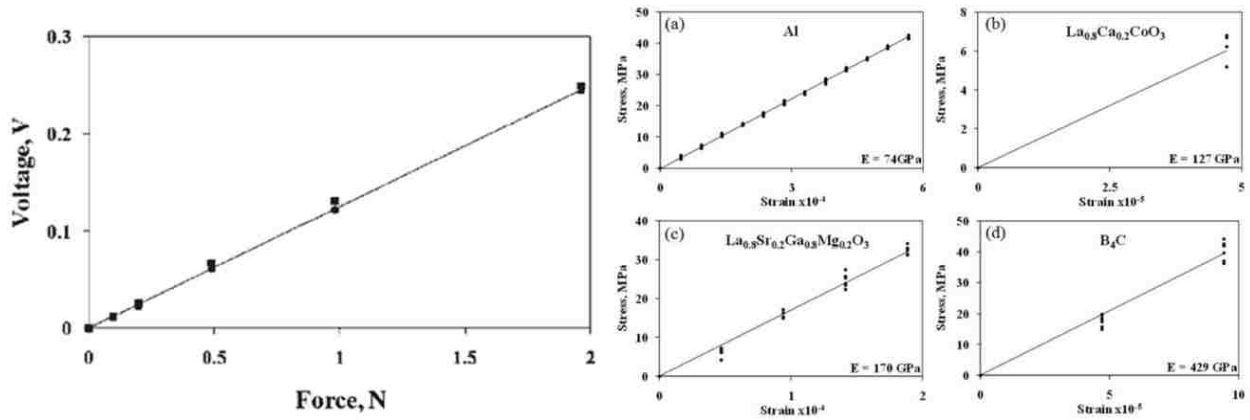 0.3
0.2
0.1
0
Voltage, V
0
0.5
1
1.5
2
Force, N
(a)
Al
50
40
30
20
10
0
Stress, MPa
E = 74GPa
0
3
6
Strain x10⁻⁴
(b)
La₀.₈Ca₀.₂CoO₃
8
6
4
2
0
Stress, MPa
E = 127 GPa
0
2.5
5
Strain x10⁻⁵
(c)
La₀.₈Sr₀.₂Ga₀.₈Mg₀.₂O₃
40
30
20
10
0
Stress, MPa
E = 170 GPa
0
1
2
Strain x10⁻⁴
(d)
B₄C
50
40
30
20
10
0
Stress, MPa
E = 429 GPa
0
5
10
Strain x10⁻⁵